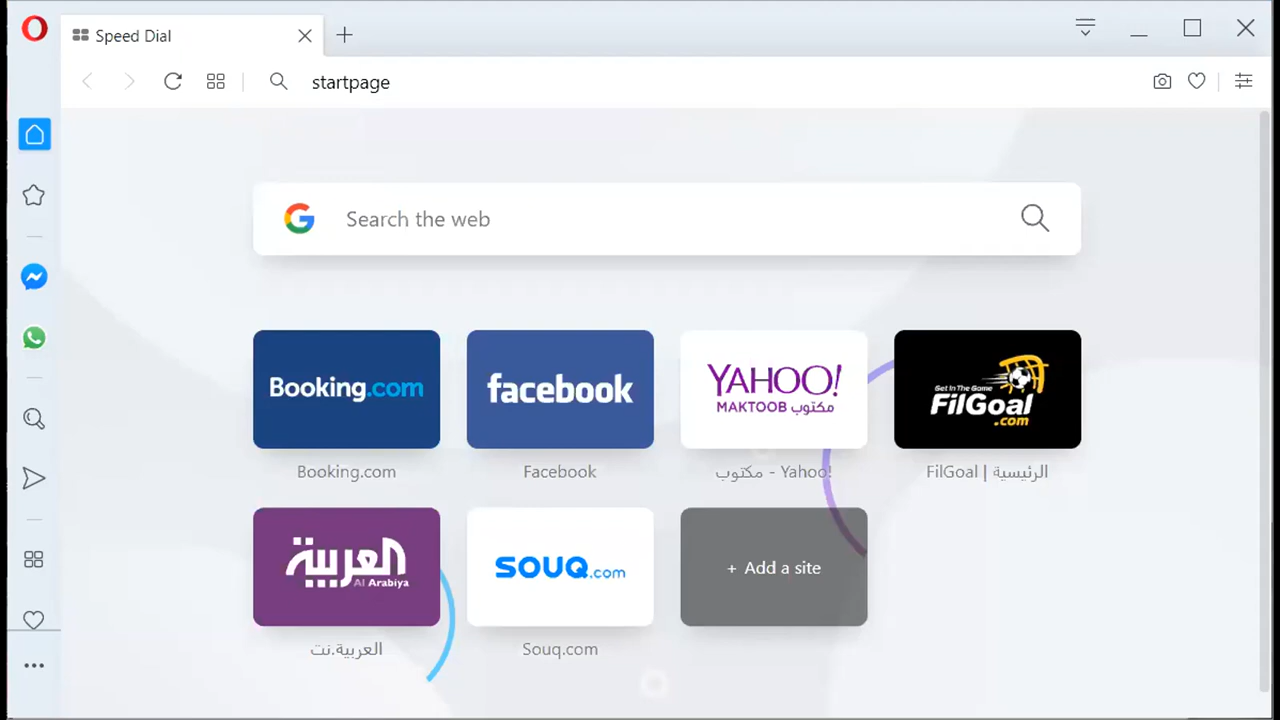 Speed Dial
startpage
Search the web
Booking.com
facebook
YAHOO!
MAKTOOB مكتوب
Get In The Game
FilGoal
.com
Booking.com
Facebook
مكتوب - Yahoo!
FilGoal | الرئيسية
العربية
Al Arabiya
SOUQ.com
+ Add a site
العربية.نت
Souq.com